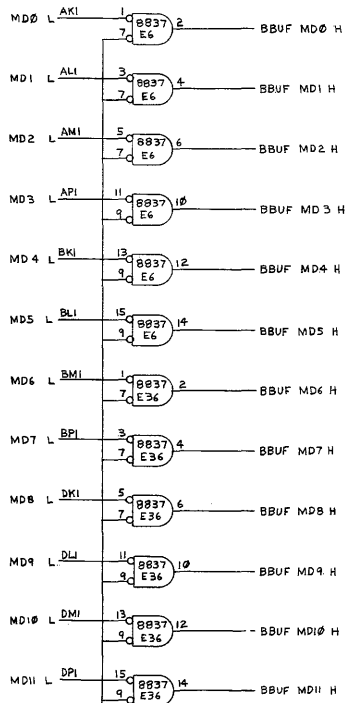 MDØ L AK1 1 7 8837 E6 2 BBUF MDØ H
MD1 L AL1 3 7 8837 E6 4 BBUF MD1 H
MD2 L AM1 5 7 8837 E6 6 BBUF MD2 H
MD3 L AP1 11 9 8837 E6 1Ø BBUF MD3 H
MD4 L BK1 13 9 8837 E6 12 BBUF MD4 H
MD5 L BL1 15 9 8837 E6 14 BBUF MD5 H
MD6 L BM1 1 7 8837 E36 2 BBUF MD6 H
MD7 L BP1 3 7 8837 E36 4 BBUF MD7 H
MD8 L DK1 5 7 8837 E36 6 BBUF MD8 H
MD9 L DL1 11 9 8837 E36 1Ø BBUF MD9 H
MD1Ø L DM1 13 9 8837 E36 12 BBUF MD1Ø H
MD11 L DP1 15 9 8837 E36 14 BBUF MD11 H